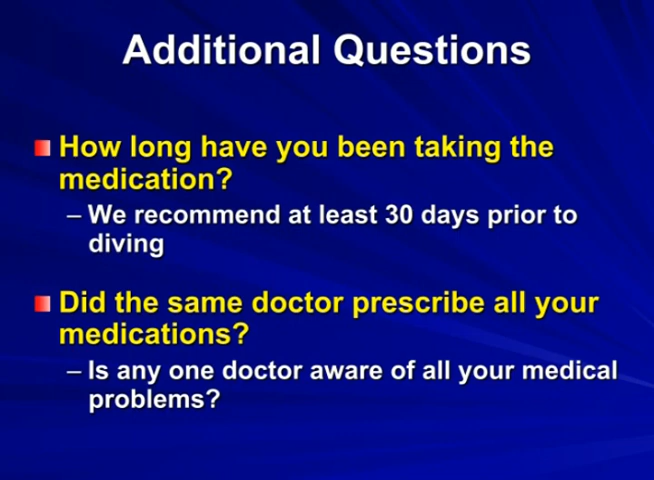 Additional Questions
How long have you been taking the
medication?
– We recommend at least 30 days prior to
diving
Did the same doctor prescribe all your
medications?
– Is any one doctor aware of all your medical
problems?